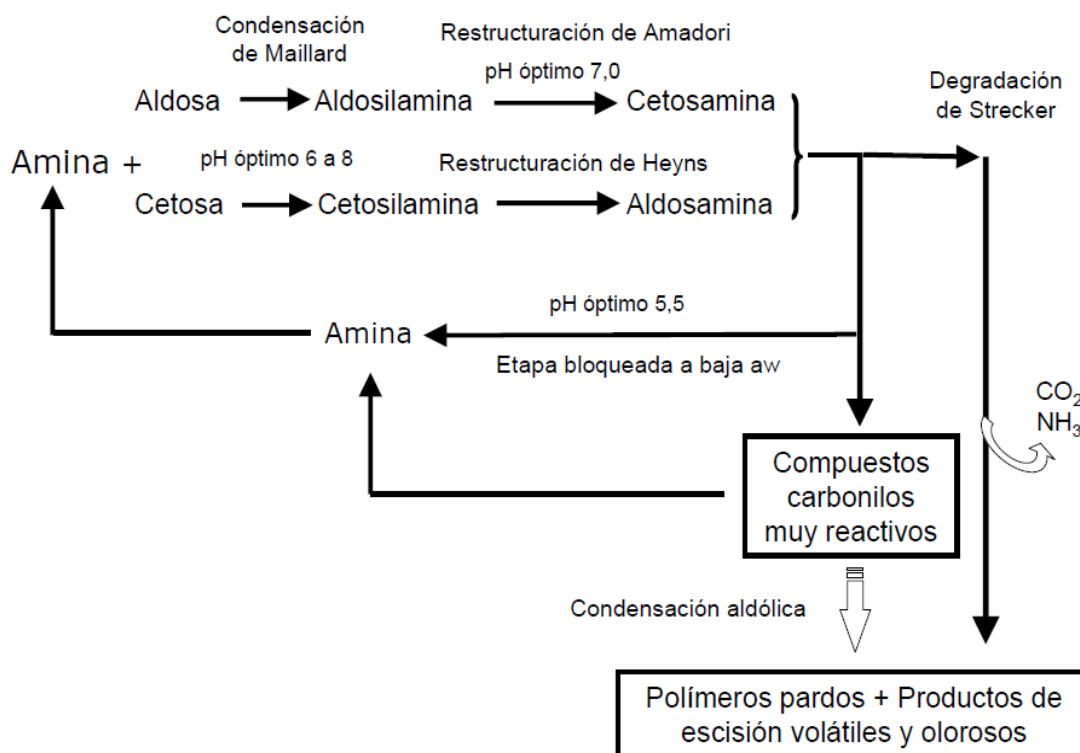 Condensación
de Maillard
Restructuración de Amadori
pH óptimo 7,0
Degradación
de Strecker
Aldosa
Aldosilamina
Cetosamina
Amina +
pH óptimo 6 a 8
Restructuración de Heyns
Cetosa
Cetosilamina
Aldosamina
pH óptimo 5,5
Amina
Etapa bloqueada a baja aw
CO₂
NH₃
Compuestos
carbonilos
muy reactivos
Condensación aldólica
Polímeros pardos + Productos de
escisión volátiles y olorosos